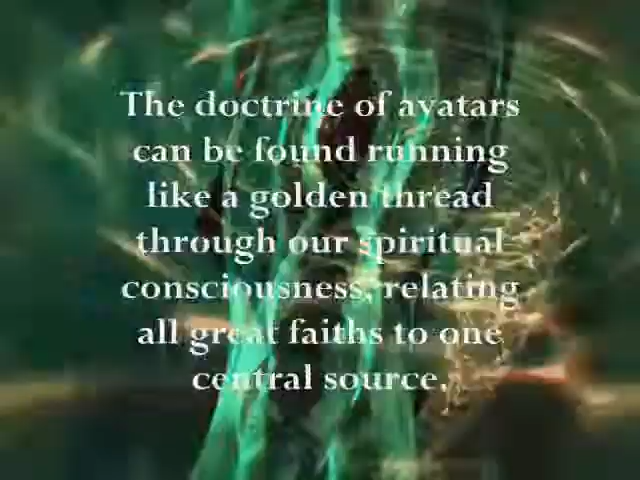 The doctrine of avatars
can be found running
like a golden thread
through our spiritual
consciousness, relating
all great faiths to one
central source.